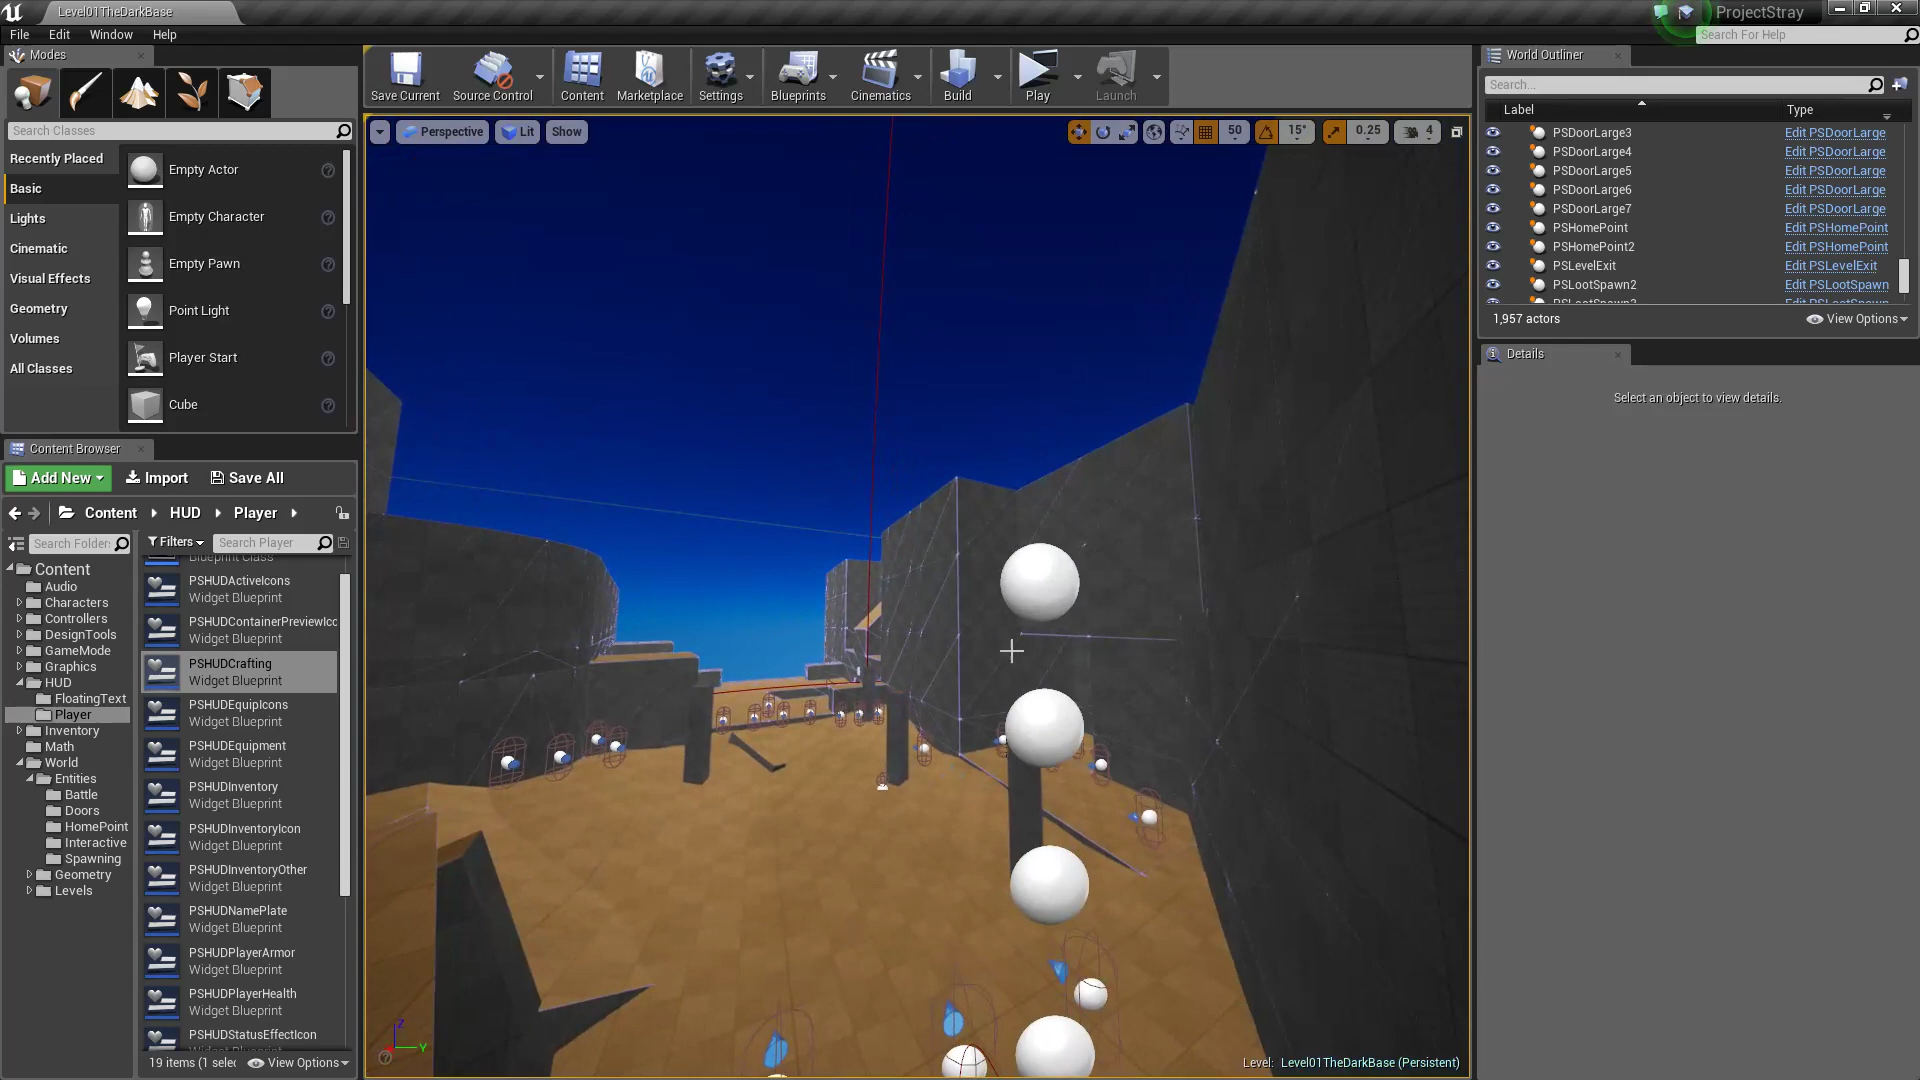 Level01TheDarkBase
ProjectStray
File Edit Window Help
Search For Help
Modes
Search Classes
Recently Placed
Basic
Lights
Cinematic
Visual Effects
Geometry
Volumes
All Classes
Empty Actor
Empty Character
Empty Pawn
Point Light
Player Start
Cube
Save Current
Source Control
Content
Marketplace
Settings
Blueprints
Cinematics
Build
Play
Launch
Perspective
Lit
Show
50
15°
0.25
4
Level: Level01TheDarkBase (Persistent)
World Outliner
Search...
Label Type
PSDoorLarge3 Edit PSDoorLarge
PSDoorLarge4 Edit PSDoorLarge
PSDoorLarge5 Edit PSDoorLarge
PSDoorLarge6 Edit PSDoorLarge
PSDoorLarge7 Edit PSDoorLarge
PSHomePoint Edit PSHomePoint
PSHomePoint2 Edit PSHomePoint
PSLevelExit Edit PSLevelExit
PSLootSpawn2 Edit PSLootSpawn
1,957 actors
View Options
Details
Select an object to view details.
Content Browser
Add New
Import
Save All
Content HUD Player
Search Folder:
Filters
Search Player
Content
Audio
Characters
Controllers
DesignTools
GameMode
Graphics
HUD
FloatingText
Player
Inventory
Math
World
Entities
Battle
Doors
HomePoint
Interactive
Spawning
Geometry
Levels
Blueprint Class
PSHUDActiveIcons
Widget Blueprint
PSHUDContainerPreviewIco
Widget Blueprint
PSHUDCrafting
Widget Blueprint
PSHUDEquipIcons
Widget Blueprint
PSHUDEquipment
Widget Blueprint
PSHUDInventory
Widget Blueprint
PSHUDInventoryIcon
Widget Blueprint
PSHUDInventoryOther
Widget Blueprint
PSHUDNamePlate
Widget Blueprint
PSHUDPlayerArmor
Widget Blueprint
PSHUDPlayerHealth
Widget Blueprint
PSHUDStatusEffectIcon
19 items (1 selec
View Options
Z
Y